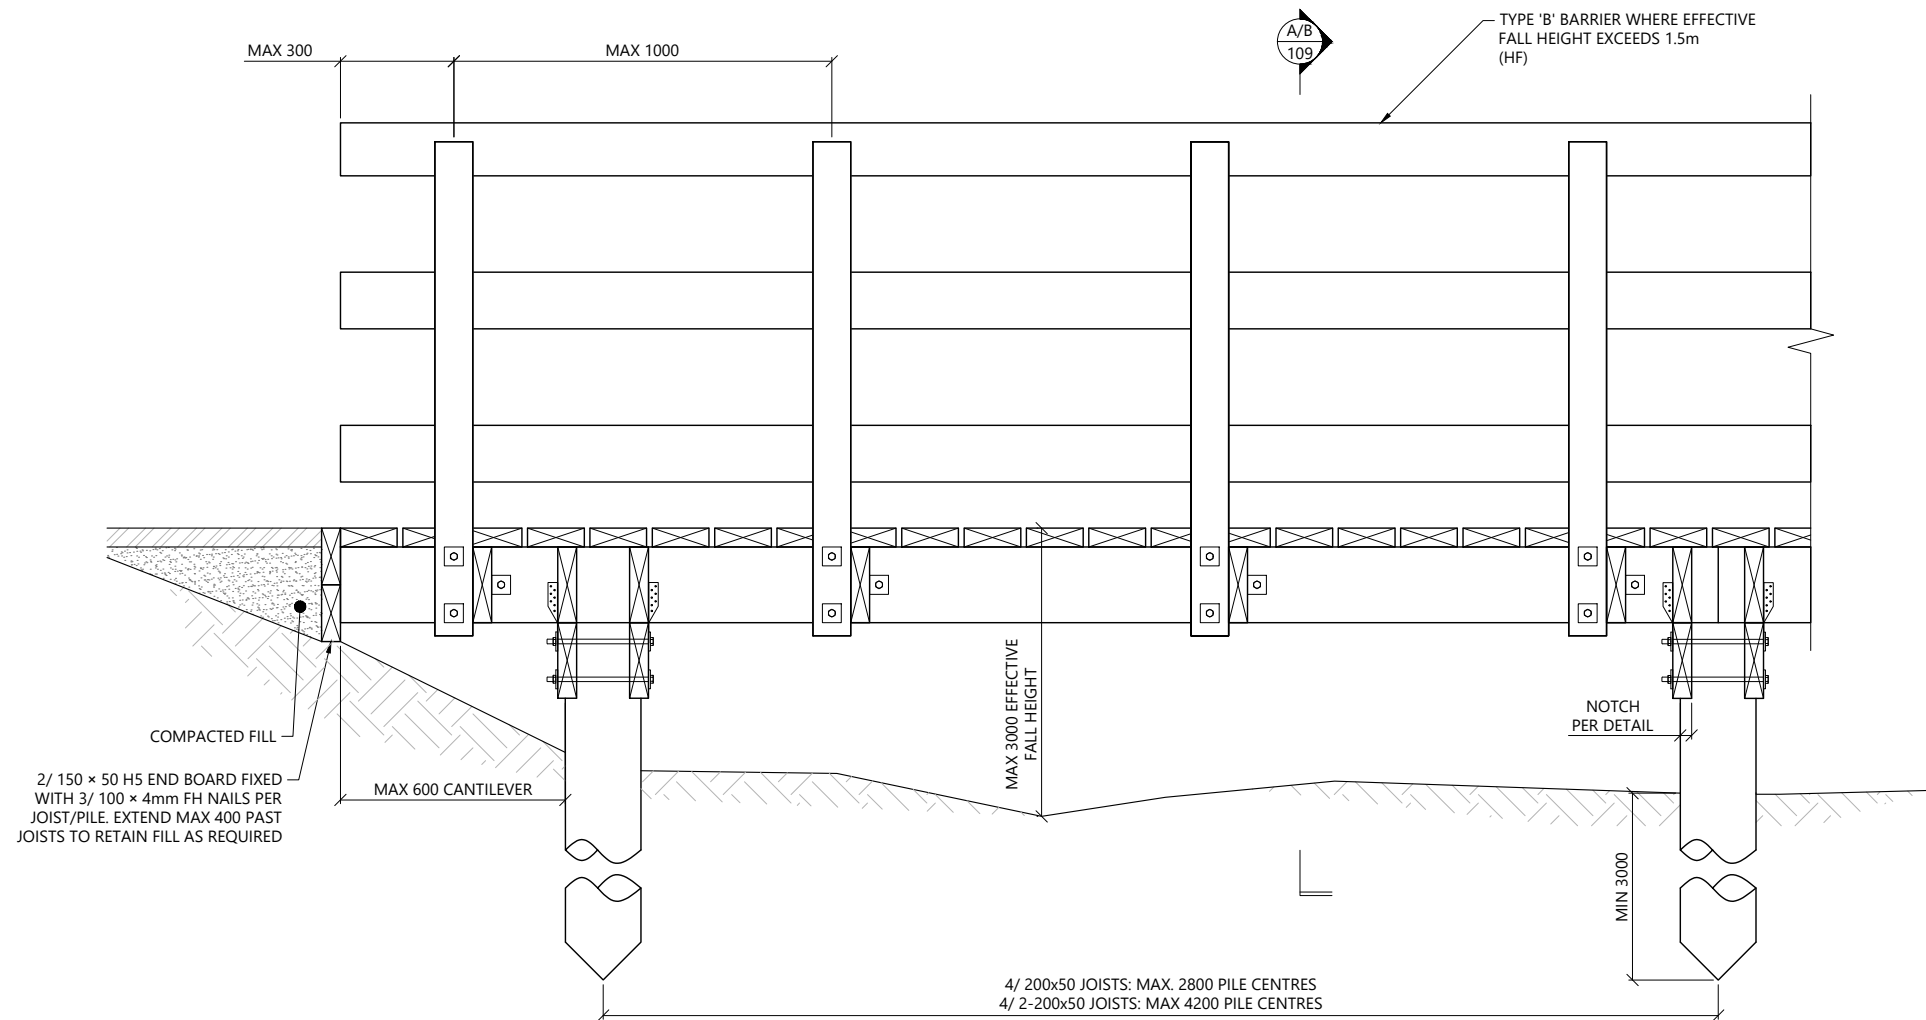 MAX 300
MAX 1000
A/B
109
TYPE 'B' BARRIER WHERE EFFECTIVE
FALL HEIGHT EXCEEDS 1.5m
(HF)
COMPACTED FILL
2/ 150 × 50 H5 END BOARD FIXED
WITH 3/ 100 × 4mm FH NAILS PER
JOIST/PILE. EXTEND MAX 400 PAST
JOISTS TO RETAIN FILL AS REQUIRED
MAX 600 CANTILEVER
MAX 3000 EFFECTIVE
FALL HEIGHT
NOTCH
PER DETAIL
MIN 3000
4/ 200x50 JOISTS: MAX. 2800 PILE CENTRES
4/ 2-200x50 JOISTS: MAX 4200 PILE CENTRES